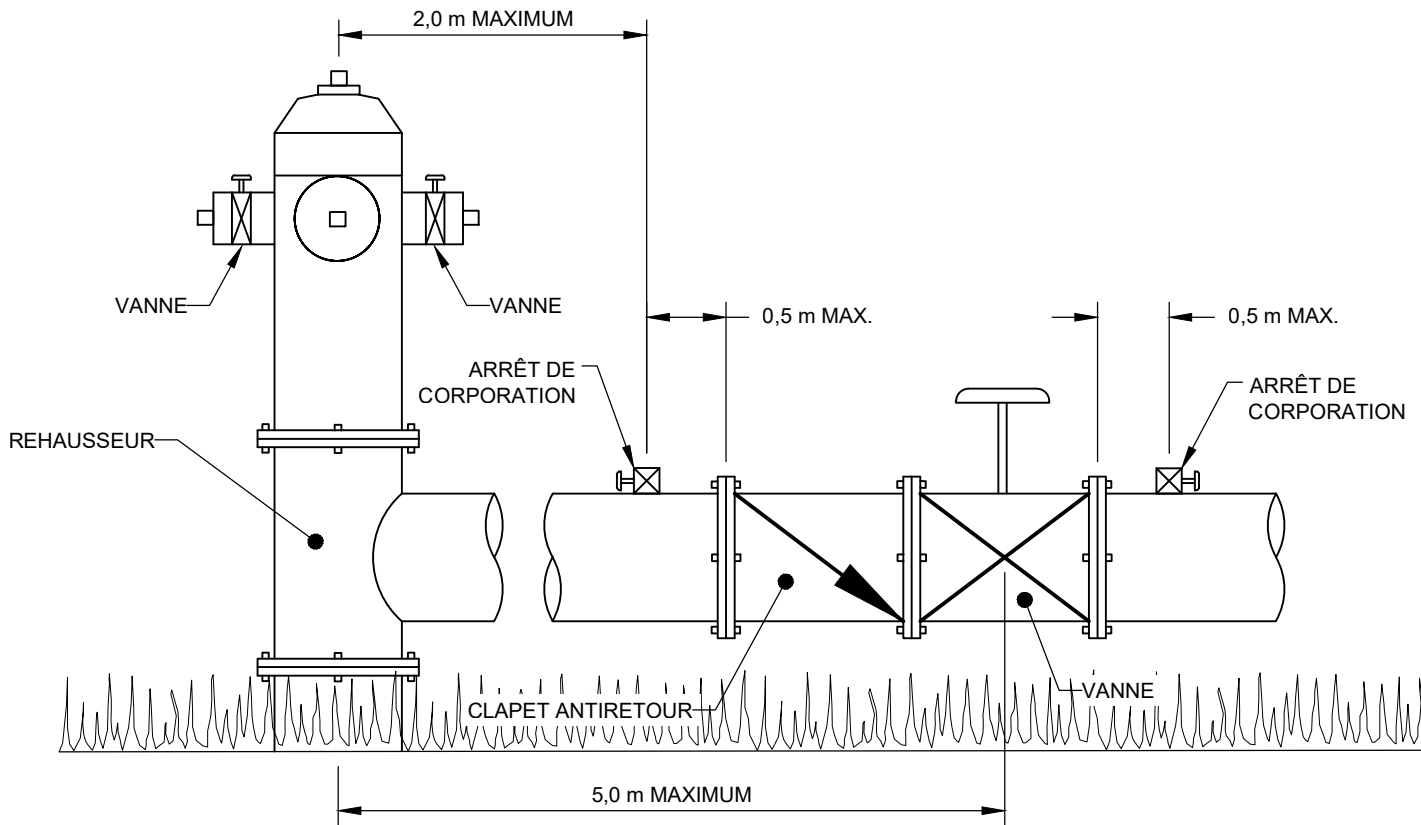 2,0 m MAXIMUM
VANNE
VANNE
0,5 m MAX.
0,5 m MAX.
ARRÊT DE
CORPORATION
ARRÊT DE
CORPORATION
REHAUSSEUR
CLAPET ANTIRETOUR
VANNE
5,0 m MAXIMUM